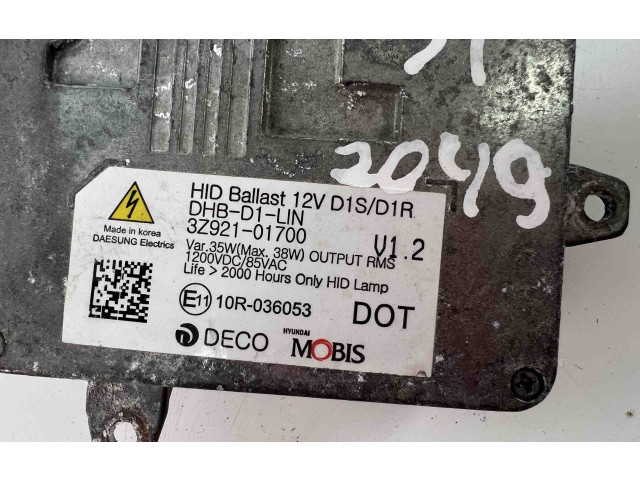 2049
HID Ballast 12V D1S/D1R
DHB-D1-LIN
3Z921-01700
V1.2
Var.35W(Max. 38W) OUTPUT RMS
1200VDC/85VAC
Life > 2000 Hours Only HID Lamp
Made in korea
DAESUNG Electrics
E11 10R-036053
DOT
DECO
HYUNDAI
MOBIS